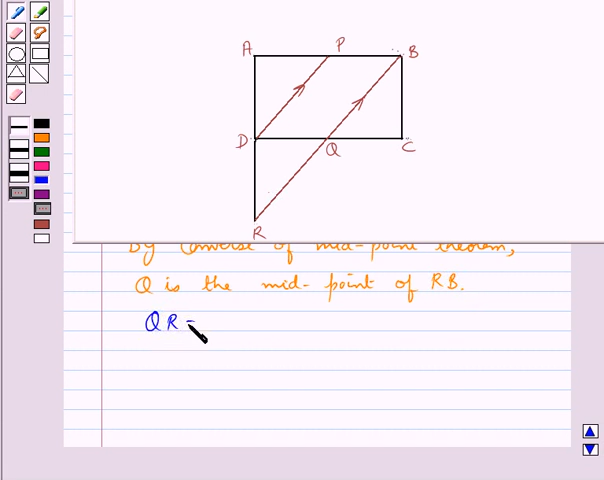 A P B
D Q C
R
By converse of mid-point theorem,
Q is the mid- point of RB.
QR =